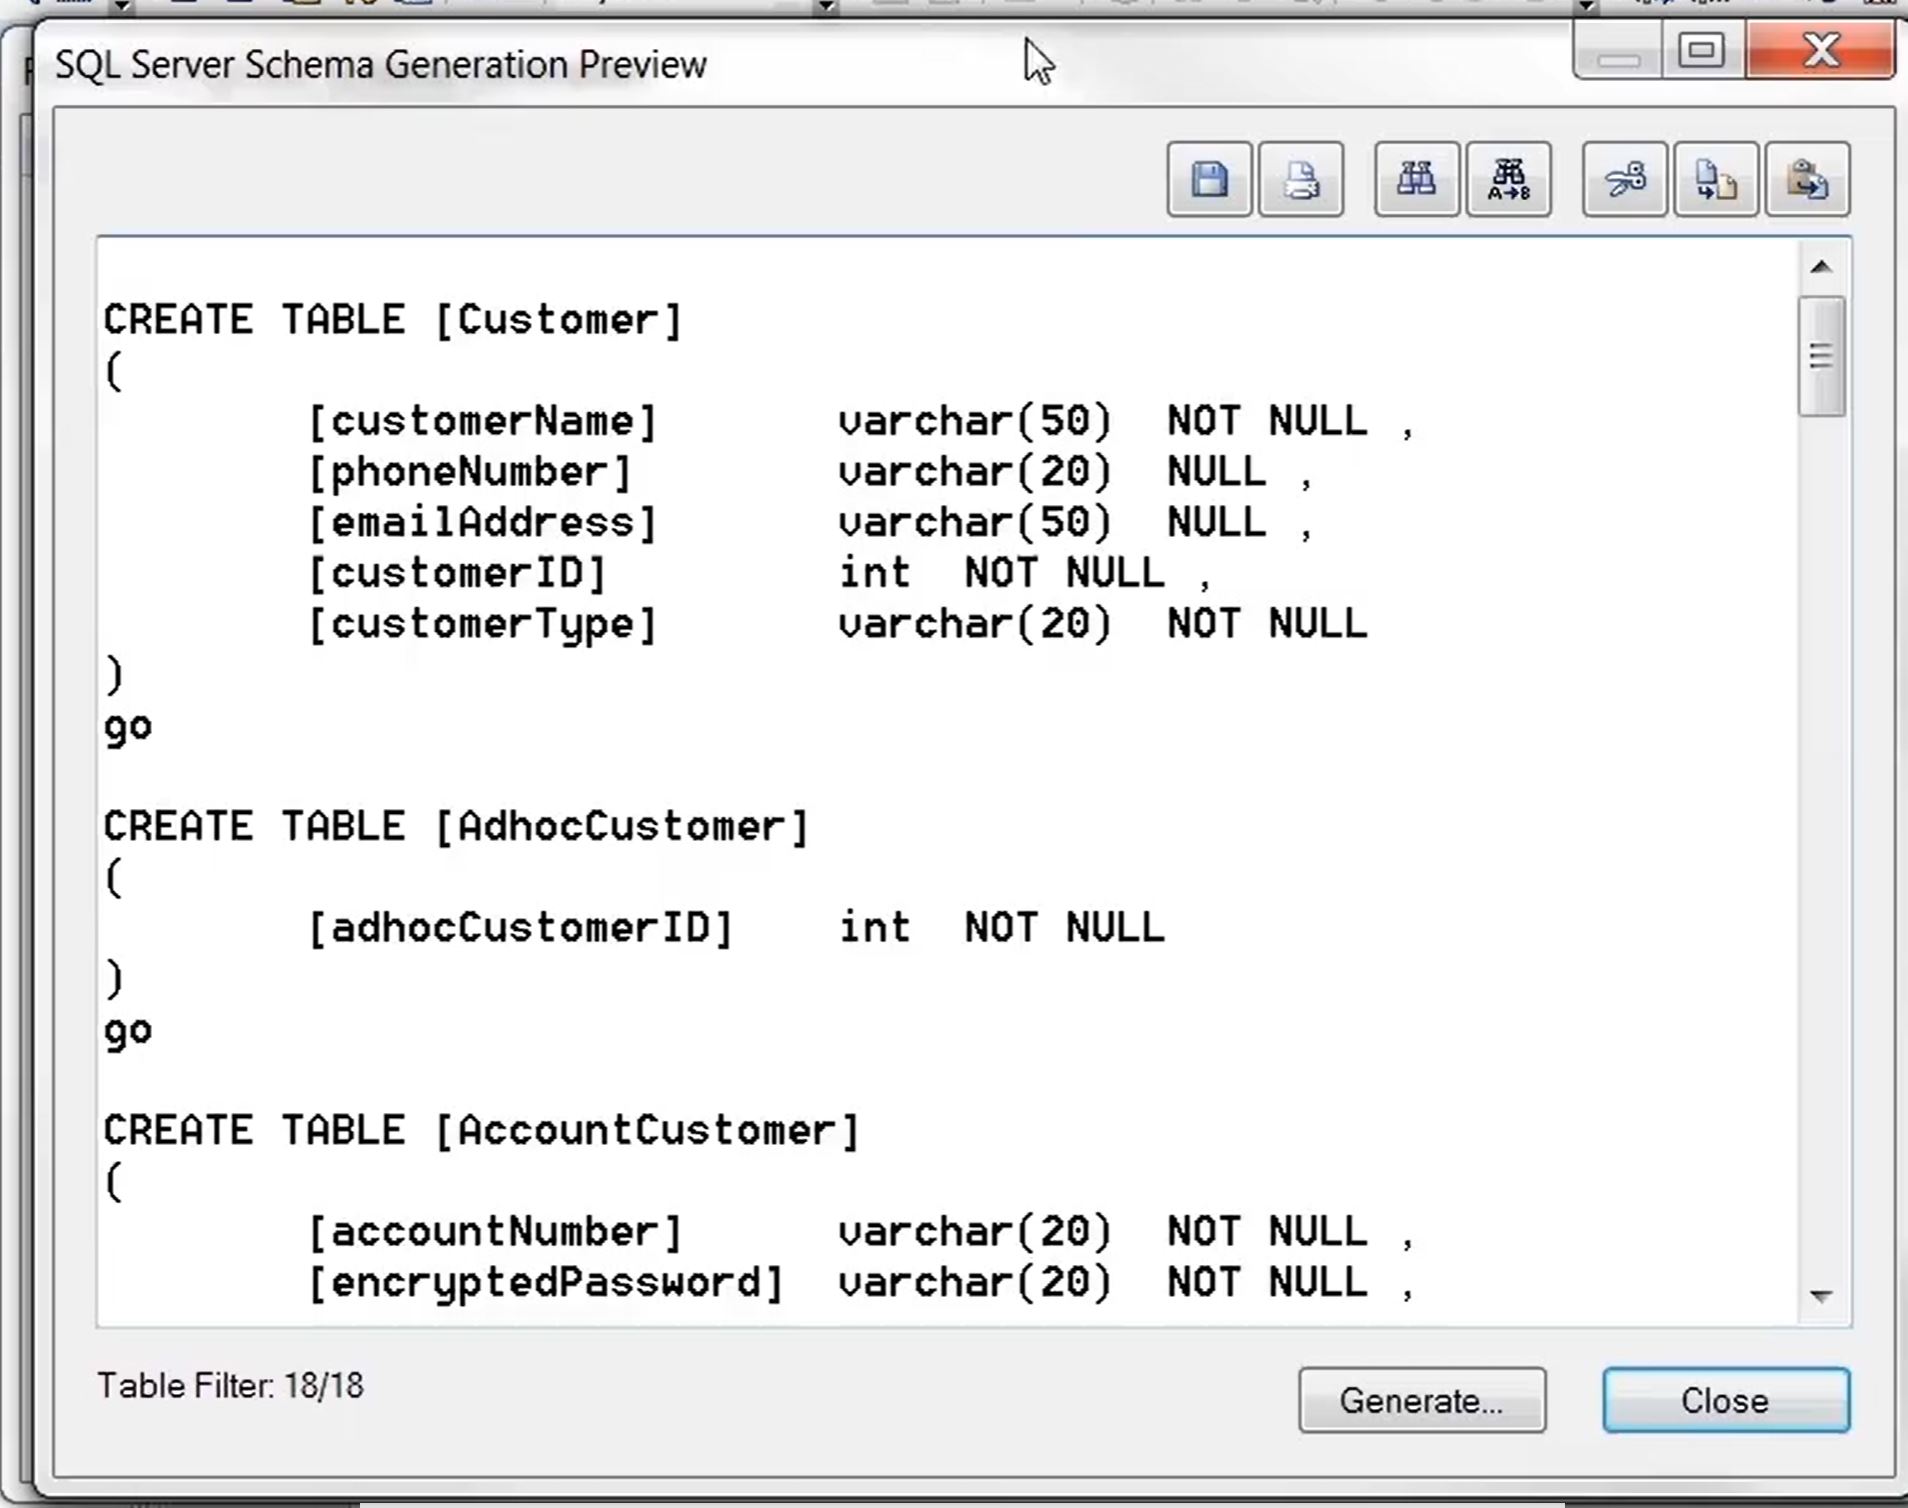 SQL Server Schema Generation Preview
A→B
CREATE TABLE [Customer]
(
[customerName] varchar(50) NOT NULL ,
[phoneNumber] varchar(20) NULL ,
[emailAddress] varchar(50) NULL ,
[customerID] int NOT NULL ,
[customerType] varchar(20) NOT NULL
)
go
CREATE TABLE [AdhocCustomer]
(
[adhocCustomerID] int NOT NULL
)
go
CREATE TABLE [AccountCustomer]
(
[accountNumber] varchar(20) NOT NULL ,
[encryptedPassword] varchar(20) NOT NULL ,
Table Filter: 18/18
Generate...
Close